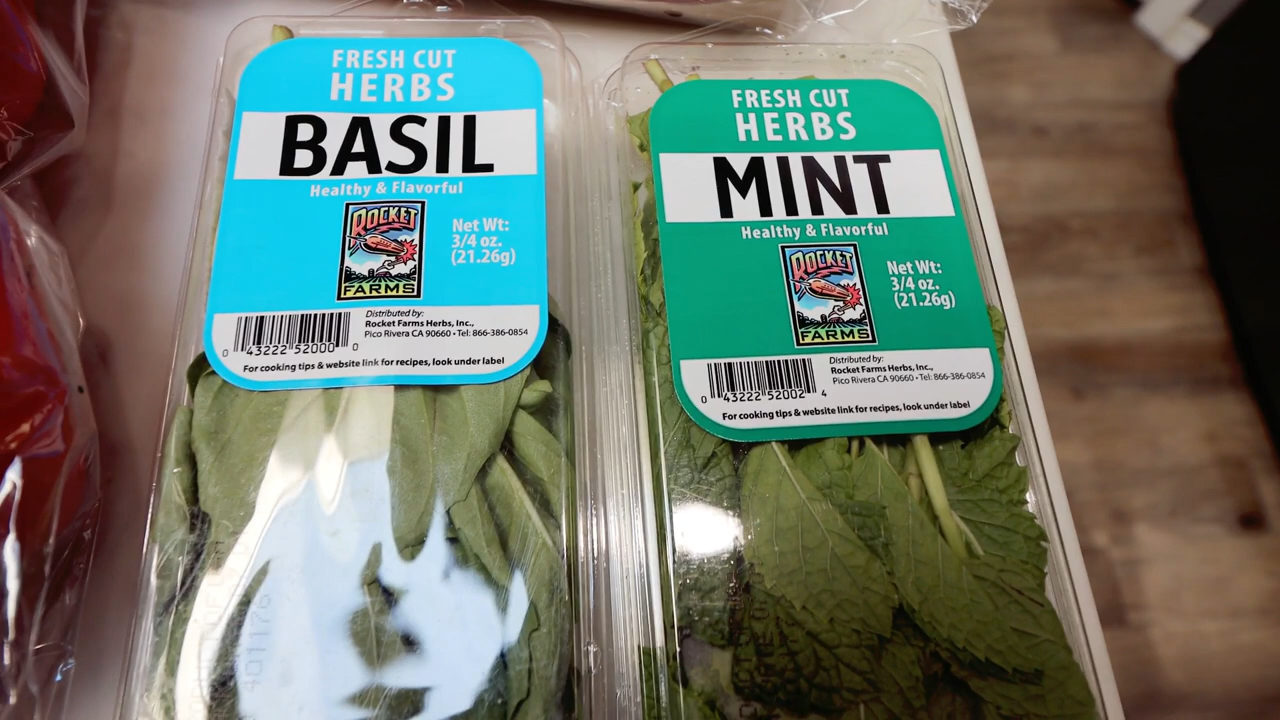 FRESH CUT
HERBS
BASIL
Healthy & Flavorful
ROCKET
FARMS
Net Wt:
3/4 oz.
(21.26g)
0 43222 52000 0
Distributed by:
Rocket Farms Herbs, Inc.,
Pico Rivera CA 90660 • Tel: 866-386-0854
For cooking tips & website link for recipes, look under label
FRESH CUT
HERBS
MINT
Healthy & Flavorful
ROCKET
FARMS
Net Wt:
3/4 oz.
(21.26g)
0 43222 52002 4
Distributed by:
Rocket Farms Herbs, Inc.,
Pico Rivera CA 90660 • Tel: 866-386-0854
For cooking tips & website link for recipes, look under label